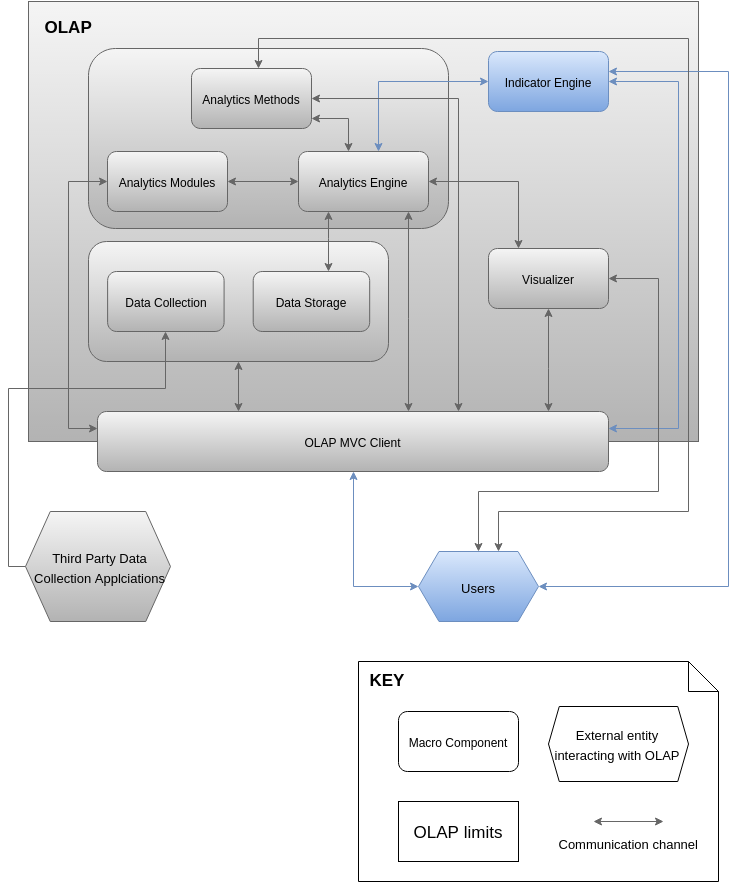 OLAP
Analytics Methods
Indicator Engine
Analytics Modules
Analytics Engine
Visualizer
Data Collection
Data Storage
OLAP MVC Client
Third Party Data
Collection Applciations
Users
KEY
Macro Component
External entity
interacting with OLAP
OLAP limits
Communication channel